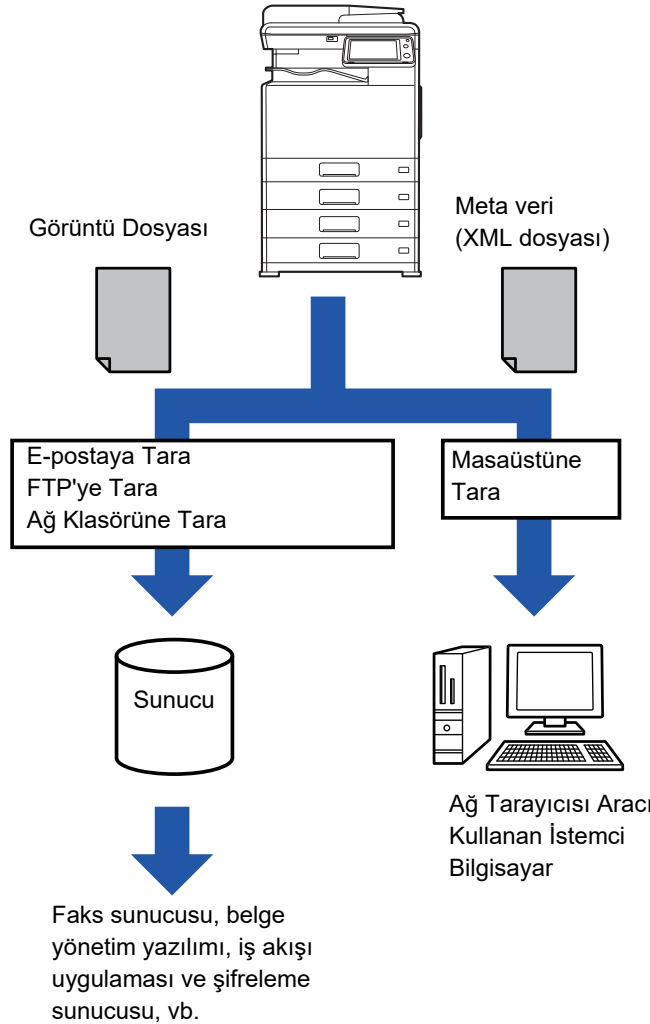 Görüntü Dosyası
Meta veri
(XML dosyası)
E-postaya Tara
FTP'ye Tara
Ağ Klasörüne Tara
Masaüstüne
Tara
Sunucu
Ağ Tarayıcısı Aracı
Kullanan İstemci
Bilgisayar
Faks sunucusu, belge
yönetim yazılımı, iş akışı
uygulaması ve şifreleme
sunucusu, vb.